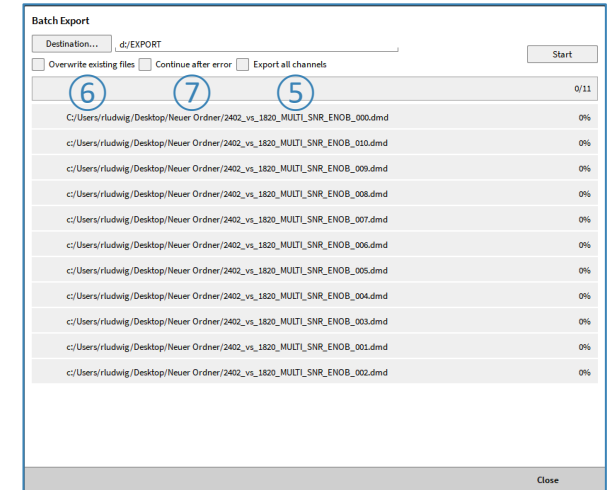 Batch Export
Destination... d:/EXPORT
Start
Overwrite existing files Continue after error Export all channels
6 7 5
0/11
C:/Users/rludwig/Desktop/Neuer Ordner/2402_vs_1820_MULTI_SNR_ENOB_000.dmd 0%
c:/Users/rludwig/Desktop/Neuer Ordner/2402_vs_1820_MULTI_SNR_ENOB_010.dmd 0%
c:/Users/rludwig/Desktop/Neuer Ordner/2402_vs_1820_MULTI_SNR_ENOB_009.dmd 0%
c:/Users/rludwig/Desktop/Neuer Ordner/2402_vs_1820_MULTI_SNR_ENOB_008.dmd 0%
c:/Users/rludwig/Desktop/Neuer Ordner/2402_vs_1820_MULTI_SNR_ENOB_007.dmd 0%
c:/Users/rludwig/Desktop/Neuer Ordner/2402_vs_1820_MULTI_SNR_ENOB_006.dmd 0%
c:/Users/rludwig/Desktop/Neuer Ordner/2402_vs_1820_MULTI_SNR_ENOB_005.dmd 0%
c:/Users/rludwig/Desktop/Neuer Ordner/2402_vs_1820_MULTI_SNR_ENOB_004.dmd 0%
c:/Users/rludwig/Desktop/Neuer Ordner/2402_vs_1820_MULTI_SNR_ENOB_003.dmd 0%
c:/Users/rludwig/Desktop/Neuer Ordner/2402_vs_1820_MULTI_SNR_ENOB_001.dmd 0%
c:/Users/rludwig/Desktop/Neuer Ordner/2402_vs_1820_MULTI_SNR_ENOB_002.dmd 0%
Close